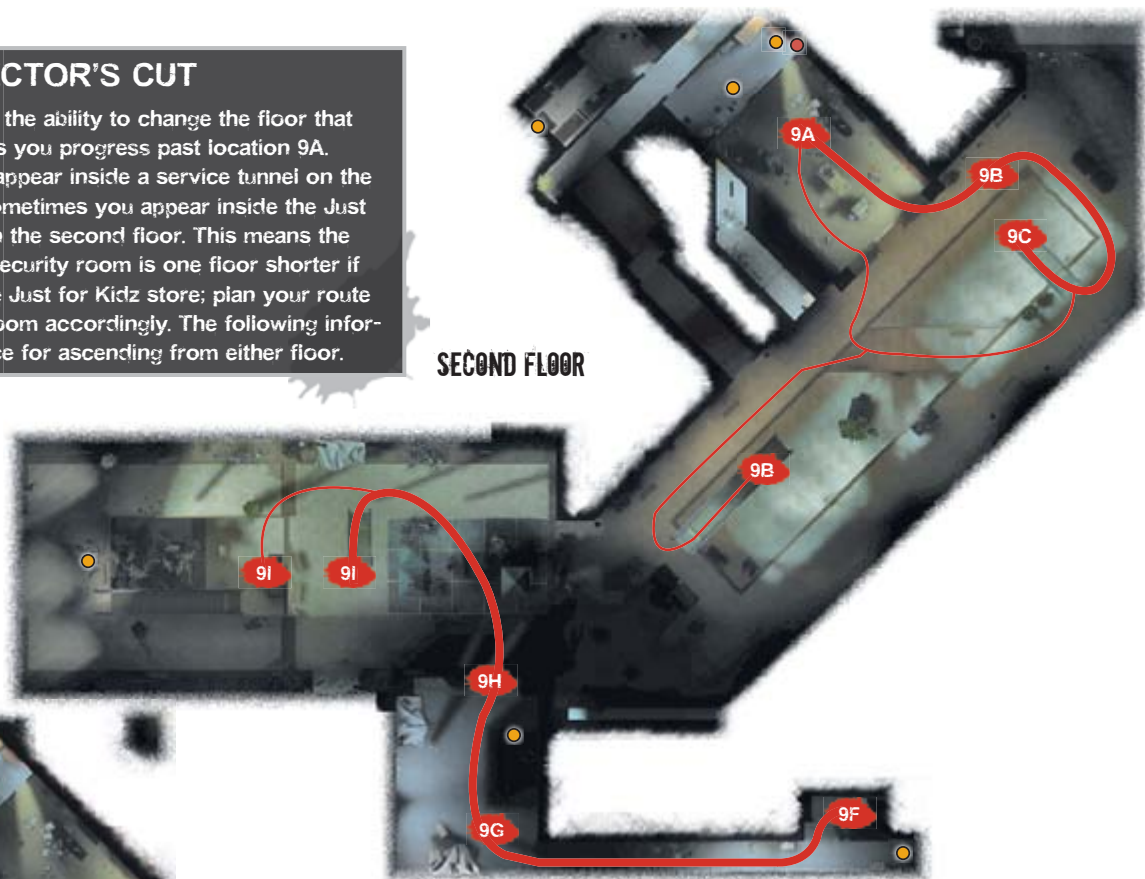 CTOR'S CUT
the ability to change the floor that
s you progress past location 9A.
appear inside a service tunnel on the
ometimes you appear inside the Just
the second floor. This means the
ecurity room is one floor shorter if
Just for Kidz store; plan your route
oom accordingly. The following infor-
ce for ascending from either floor.
SECOND FLOOR
9A
9B
9C
9B
9I
9I
9H
9G
9F